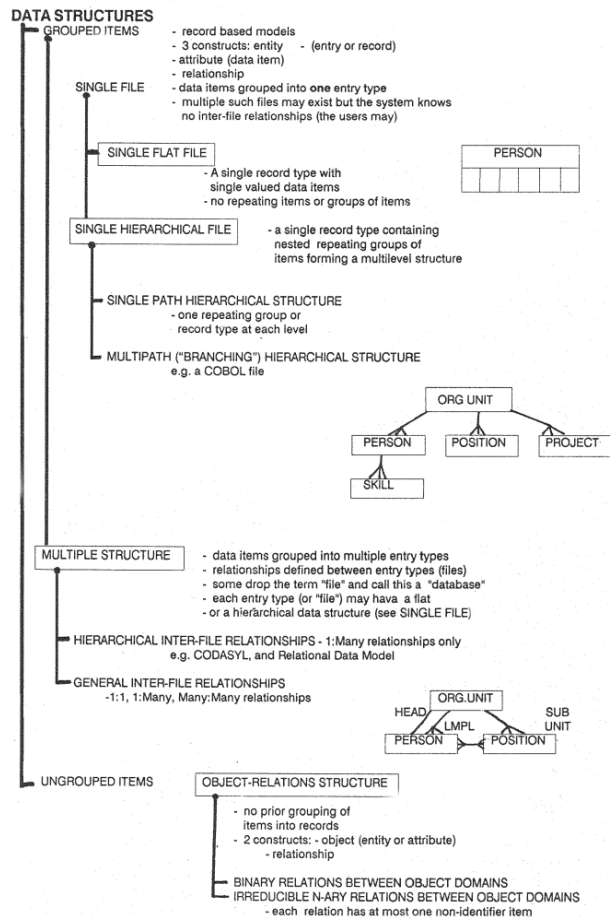 DATA STRUCTURES
GROUPED ITEMS
- record based models
- 3 constructs: entity - (entry or record)
- attribute (data item)
- relationship
SINGLE FILE
- data items grouped into one entry type
- multiple such files may exist but the system knows
no inter-file relationships (the users may)
SINGLE FLAT FILE
PERSON
- A single record type with
single valued data items
- no repeating items or groups of items
SINGLE HIERARCHICAL FILE
- a single record type containing
nested repeating groups of
items forming a multilevel structure
SINGLE PATH HIERARCHICAL STRUCTURE
- one repeating group or
record type at each level
MULTIPATH ("BRANCHING") HIERARCHICAL STRUCTURE
e.g. a COBOL file
ORG UNIT
PERSON POSITION PROJECT
SKILL
MULTIPLE STRUCTURE
- data items grouped into multiple entry types
- relationships defined between entry types (files)
- some drop the term "file" and call this a "database"
- each entry type (or "file") may hava a flat
- or a hierarchical data structure (see SINGLE FILE)
HIERARCHICAL INTER-FILE RELATIONSHIPS - 1:Many relationships only
e.g. CODASYL, and Relational Data Model
GENERAL INTER-FILE RELATIONSHIPS
-1:1, 1:Many, Many:Many relationships
ORG.UNIT
HEAD LMPL SUB
UNIT
PERSON POSITION
UNGROUPED ITEMS
OBJECT-RELATIONS STRUCTURE
- no prior grouping of
items into records
- 2 constructs: - object (entity or attribute)
- relationship
BINARY RELATIONS BETWEEN OBJECT DOMAINS
IRREDUCIBLE N-ARY RELATIONS BETWEEN OBJECT DOMAINS
- each relation has at most one non-identifier item